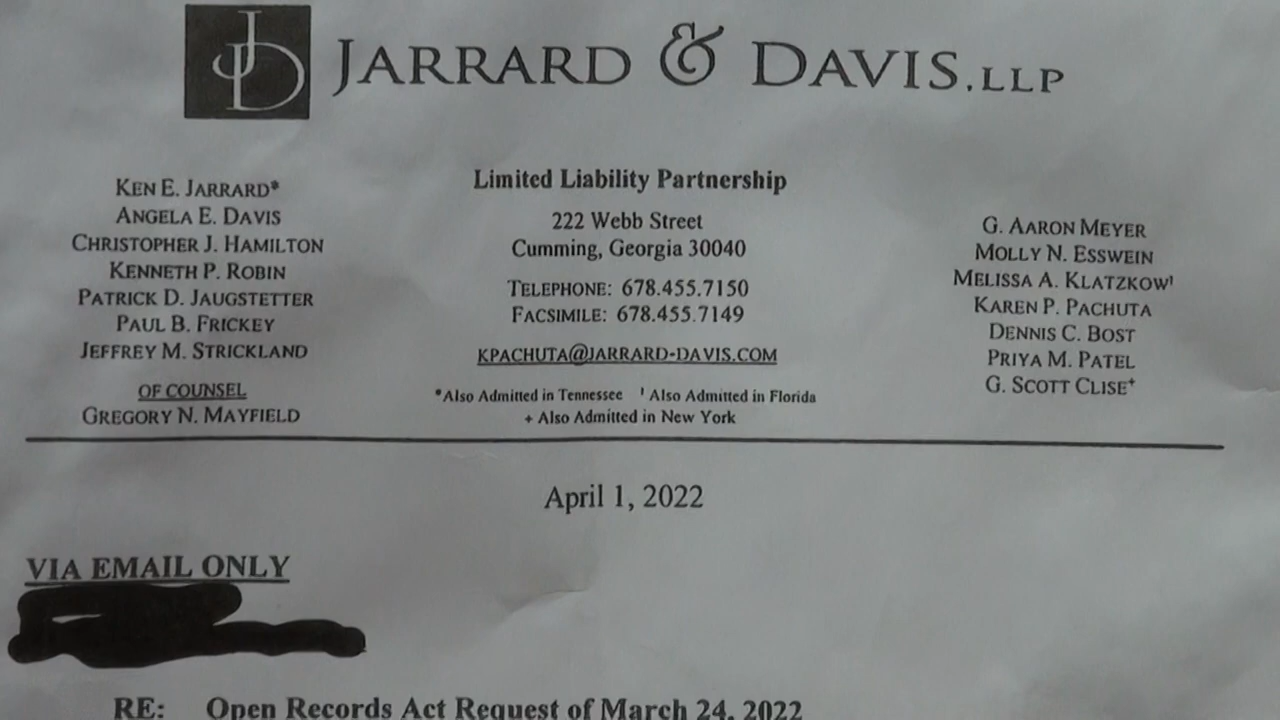 JD JARRARD & DAVIS, LLP
KEN E. JARRARD*
ANGELA E. DAVIS
CHRISTOPHER J. HAMILTON
KENNETH P. ROBIN
PATRICK D. JAUGSTETTER
PAUL B. FRICKEY
JEFFREY M. STRICKLAND
OF COUNSEL
GREGORY N. MAYFIELD
Limited Liability Partnership
222 Webb Street
Cumming, Georgia 30040
TELEPHONE: 678.455.7150
FACSIMILE: 678.455.7149
KPACHUTA@JARRARD-DAVIS.COM
*Also Admitted in Tennessee ¹ Also Admitted in Florida
+ Also Admitted in New York
G. AARON MEYER
MOLLY N. ESSWEIN
MELISSA A. KLATZKOW¹
KAREN P. PACHUTA
DENNIS C. BOST
PRIYA M. PATEL
G. SCOTT CLISE+
April 1, 2022
VIA EMAIL ONLY
RE: Open Records Act Request of March 24, 2022